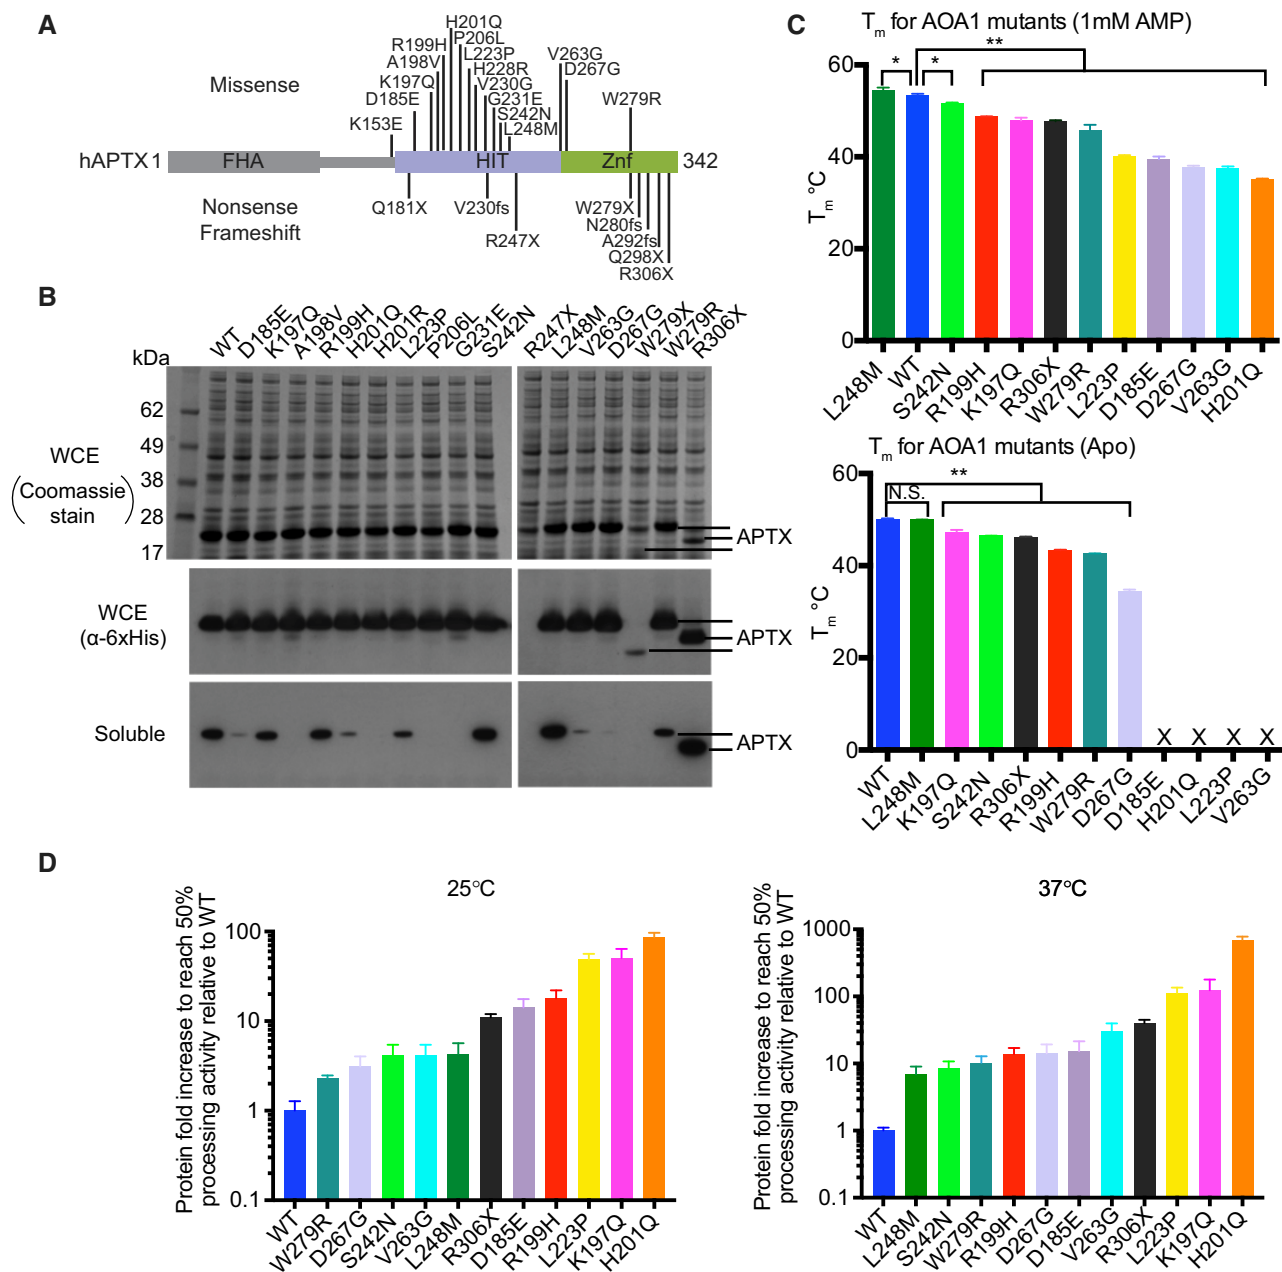 A
Missense
H201Q
P206L
R199H
L223P
A198V
H228R
K197Q
V230G
D185E
G231E
K153E
S242N
L248M
V263G
D267G
W279R
hAPTX 1
FHA
HIT
Znf
342
Nonsense
Frameshift
Q181X
V230fs
R247X
W279X
N280fs
A292fs
Q298X
R306X
B
kDa
WT
D185E
K197Q
A198V
R199H
H201Q
H201R
L223P
P206L
G231E
S242N
R247X
L248M
V263G
D267G
W279X
W279R
R306X
62
49
38
28
17
WCE
(Coomassie
stain)
APTX
WCE
(α-6xHis)
APTX
Soluble
APTX
C
Tm for AOA1 mutants (1mM AMP)
*
*
**
Tm °C
60
40
20
0
L248M
WT
S242N
R199H
K197Q
R306X
W279R
L223P
D185E
D267G
V263G
H201Q
Tm for AOA1 mutants (Apo)
N.S.
**
Tm °C
60
40
20
0
X X X X
WT
L248M
K197Q
S242N
R306X
R199H
W279R
D267G
D185E
H201Q
L223P
V263G
D
25°C
Protein fold increase to reach 50%
processing activity relative to WT
100
10
1
0.1
WT
W279R
D267G
S242N
V263G
L248M
R306X
D185E
R199H
L223P
K197Q
H201Q
37°C
Protein fold increase to reach 50%
processing activity relative to WT
1000
100
10
1
0.1
WT
L248M
S242N
W279R
R199H
D267G
D185E
V263G
R306X
L223P
K197Q
H201Q